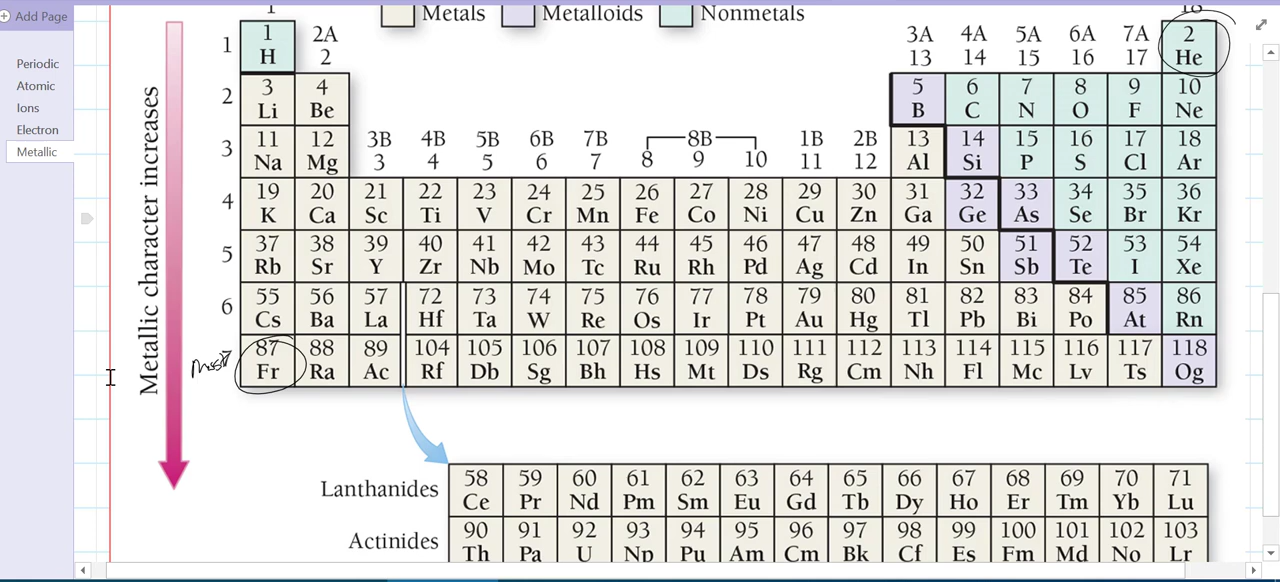 Add Page
Periodic
Atomic
Ions
Electron
Metallic
Metals Metalloids Nonmetals
1 18
Metallic character increases
2A 3A 4A 5A 6A 7A
2 13 14 15 16 17
1 1 2
H He
2 3 4 5 6 7 8 9 10
Li Be B C N O F Ne
3B 4B 5B 6B 7B 8B 1B 2B
3 4 5 6 7 8 9 10 11 12
3 11 12 13 14 15 16 17 18
Na Mg Al Si P S Cl Ar
4 19 20 21 22 23 24 25 26 27 28 29 30 31 32 33 34 35 36
K Ca Sc Ti V Cr Mn Fe Co Ni Cu Zn Ga Ge As Se Br Kr
5 37 38 39 40 41 42 43 44 45 46 47 48 49 50 51 52 53 54
Rb Sr Y Zr Nb Mo Tc Ru Rh Pd Ag Cd In Sn Sb Te I Xe
6 55 56 57 72 73 74 75 76 77 78 79 80 81 82 83 84 85 86
Cs Ba La Hf Ta W Re Os Ir Pt Au Hg Tl Pb Bi Po At Rn
most 7 87 88 89 104 105 106 107 108 109 110 111 112 113 114 115 116 117 118
Fr Ra Ac Rf Db Sg Bh Hs Mt Ds Rg Cm Nh Fl Mc Lv Ts Og
Lanthanides 58 59 60 61 62 63 64 65 66 67 68 69 70 71
Ce Pr Nd Pm Sm Eu Gd Tb Dy Ho Er Tm Yb Lu
Actinides 90 91 92 93 94 95 96 97 98 99 100 101 102 103
Th Pa U Np Pu Am Cm Bk Cf Es Fm Md No Lr